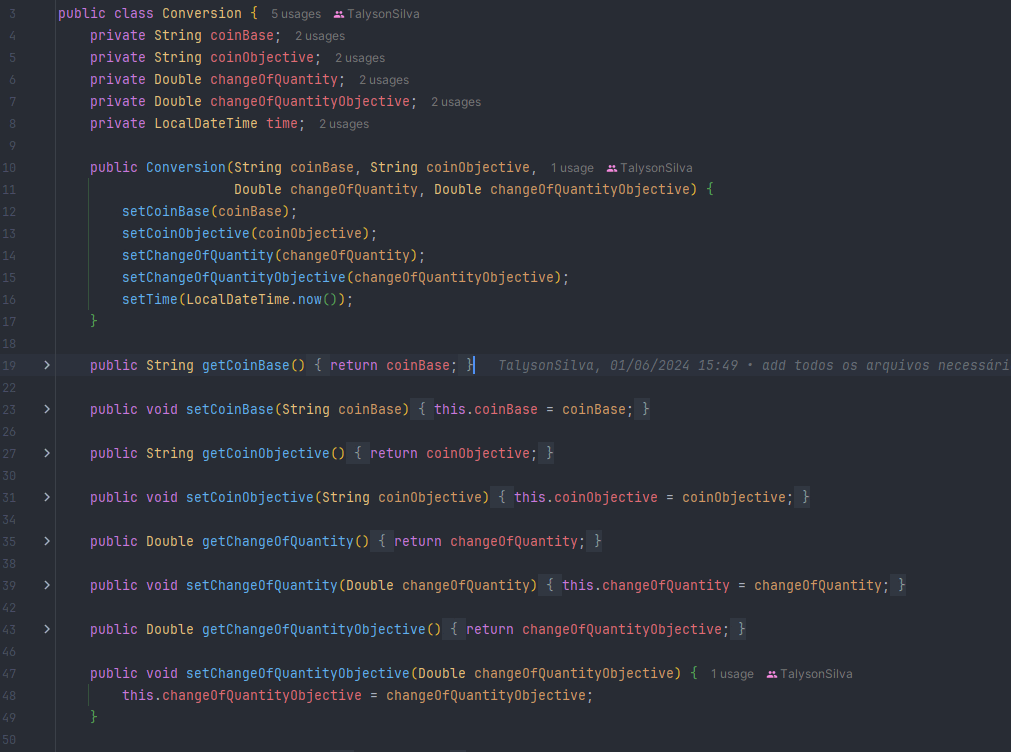 3 public class Conversion { 5 usages TalysonSilva
4 private String coinBase; 2 usages
5 private String coinObjective; 2 usages
6 private Double changeOfQuantity; 2 usages
7 private Double changeOfQuantityObjective; 2 usages
8 private LocalDateTime time; 2 usages
9
10 public Conversion(String coinBase, String coinObjective, 1 usage TalysonSilva
11 Double changeOfQuantity, Double changeOfQuantityObjective) {
12 setCoinBase(coinBase);
13 setCoinObjective(coinObjective);
14 setChangeOfQuantity(changeOfQuantity);
15 setChangeOfQuantityObjective(changeOfQuantityObjective);
16 setTime(LocalDateTime.now());
17 }
18
19 public String getCoinBase() { return coinBase; } TalysonSilva, 01/06/2024 15:49 • add todos os arquivos necessári
22
23 public void setCoinBase(String coinBase) { this.coinBase = coinBase; }
26
27 public String getCoinObjective() { return coinObjective; }
30
31 public void setCoinObjective(String coinObjective) { this.coinObjective = coinObjective; }
34
35 public Double getChangeOfQuantity() { return changeOfQuantity; }
38
39 public void setChangeOfQuantity(Double changeOfQuantity) { this.changeOfQuantity = changeOfQuantity; }
42
43 public Double getChangeOfQuantityObjective() { return changeOfQuantityObjective; }
46
47 public void setChangeOfQuantityObjective(Double changeOfQuantityObjective) { 1 usage TalysonSilva
48 this.changeOfQuantityObjective = changeOfQuantityObjective;
49 }
50